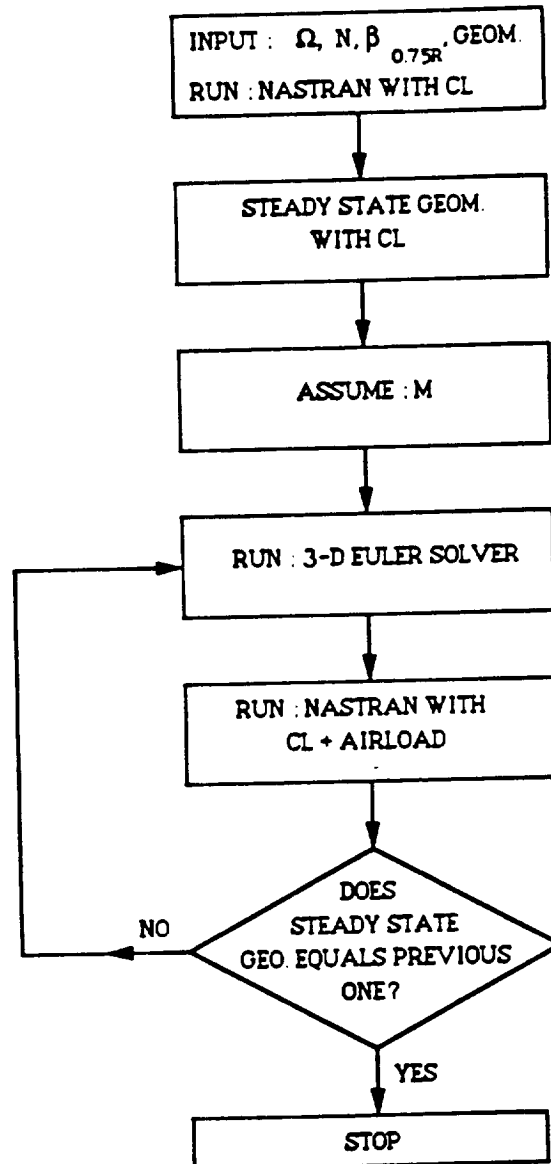 INPUT : Ω, N, β 0.75R, GEOM.
RUN : NASTRAN WITH CL
STEADY STATE GEOM.
WITH CL
ASSUME : M
RUN : 3-D EULER SOLVER
RUN : NASTRAN WITH
CL + AIRLOAD
DOES
STEADY STATE
GEO. EQUALS PREVIOUS
ONE?
NO
YES
STOP